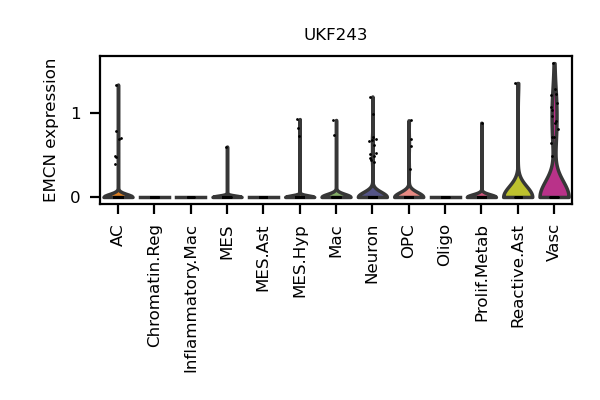 UKF243
EMCN expression
1
0
AC
Chromatin.Reg
Inflammatory.Mac
MES
MES.Ast
MES.Hyp
Mac
Neuron
OPC
Oligo
Prolif.Metab
Reactive.Ast
Vasc